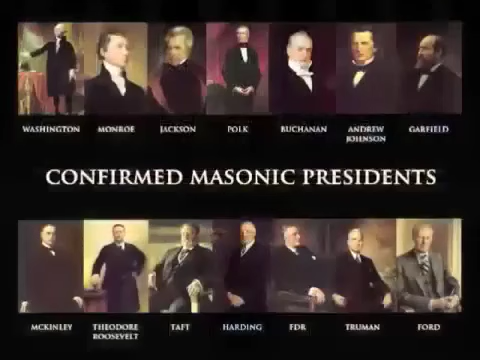 WASHINGTON MONROE JACKSON POLK BUCHANAN ANDREW JOHNSON GARFIELD
CONFIRMED MASONIC PRESIDENTS
MCKINLEY THEODORE ROOSEVELT TAFT HARDING FDR TRUMAN FORD